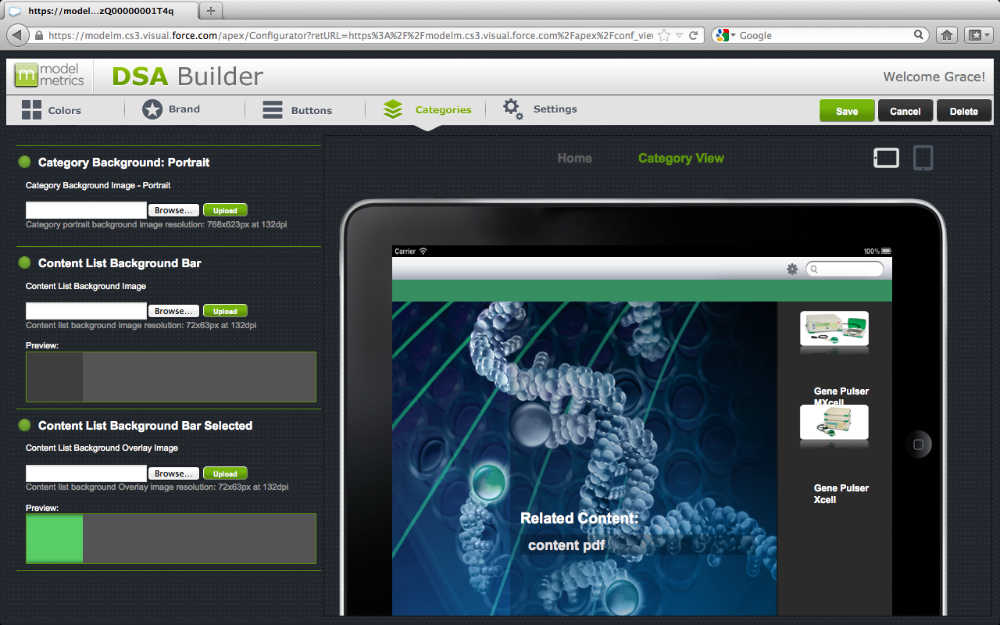 https://model...zQ00000001T4q
https://modelm.cs3.visual.force.com/apex/Configurator?retURL=https%3A%2F%2Fmodelm.cs3.visual.force.com%2Fapex%2Fconf_view
Google
m model metrics
DSA Builder
Welcome Grace!
Colors
Brand
Buttons
Categories
Settings
Save
Cancel
Delete
Category Background: Portrait
Category Background Image - Portrait
Browse...
Upload
Category portrait background image resolution: 768x623px at 132dpi
Content List Background Bar
Content List Background Image
Browse...
Upload
Content list background image resolution: 72x63px at 132dpi
Preview:
Content List Background Bar Selected
Content List Background Overlay Image
Browse...
Upload
Content list background Overlay image resolution: 72x63px at 132dpi
Preview:
Home
Category View
Carrier
100%
Gene Pulser
MXcell
Gene Pulser
Xcell
Related Content:
content pdf